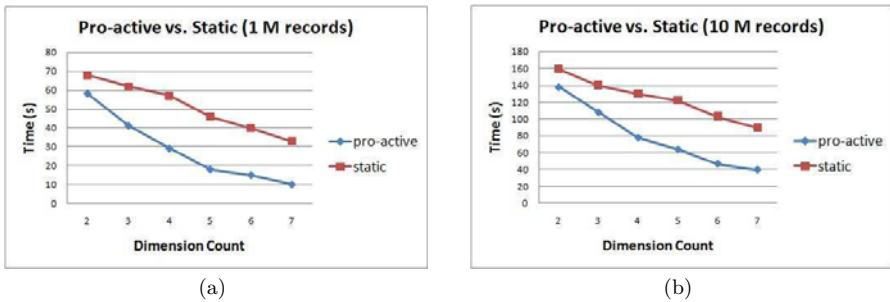 Pro-active vs. Static (1 M records)
80
70
60
50
40
30
20
10
0
Time (s)
2 3 4 5 6 7
Dimension Count
pro-active
static
(a)
Pro-active vs. Static (10 M records)
180
160
140
120
100
80
60
40
20
0
Time (s)
2 3 4 5 6 7
Dimension Count
pro-active
static
(b)